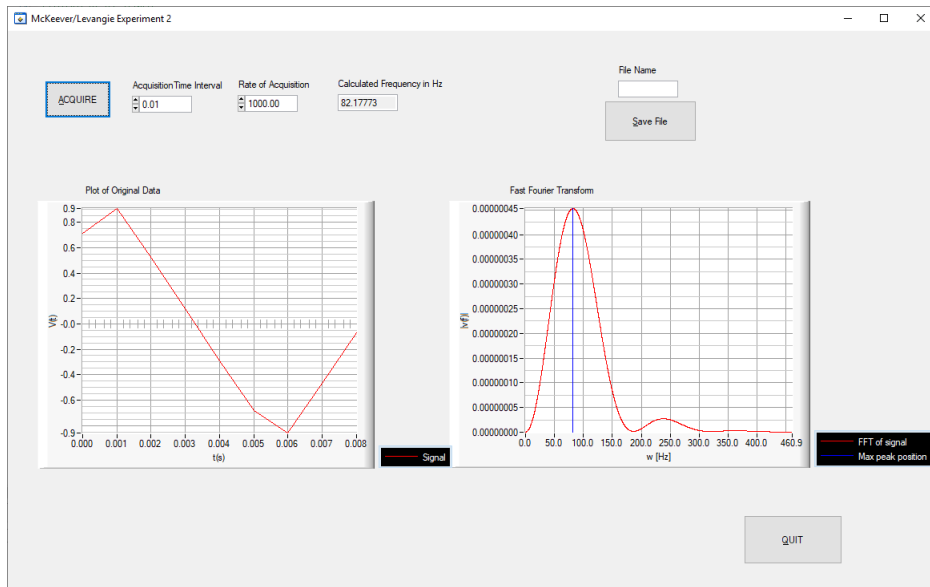 McKeever/Levangie Experiment 2
File Name
Acquisition Time Interval
Rate of Acquisition
Calculated Frequency in Hz
ACQUIRE
0.01
1000.00
82.17773
Save File
Plot of Original Data
0.9
0.8
0.6
0.4
0.2
-0.0
-0.2
-0.4
-0.6
-0.9
V(t)
0.000 0.001 0.002 0.003 0.004 0.005 0.006 0.007 0.008
t(s)
Signal
Fast Fourier Transform
0.00000045
0.00000040
0.00000035
0.00000030
0.00000025
0.00000020
0.00000015
0.00000010
0.00000005
0.00000000
|v(f)|
0.0 50.0 100.0 150.0 200.0 250.0 300.0 350.0 400.0 460.9
w [Hz]
FFT of signal
Max peak position
QUIT